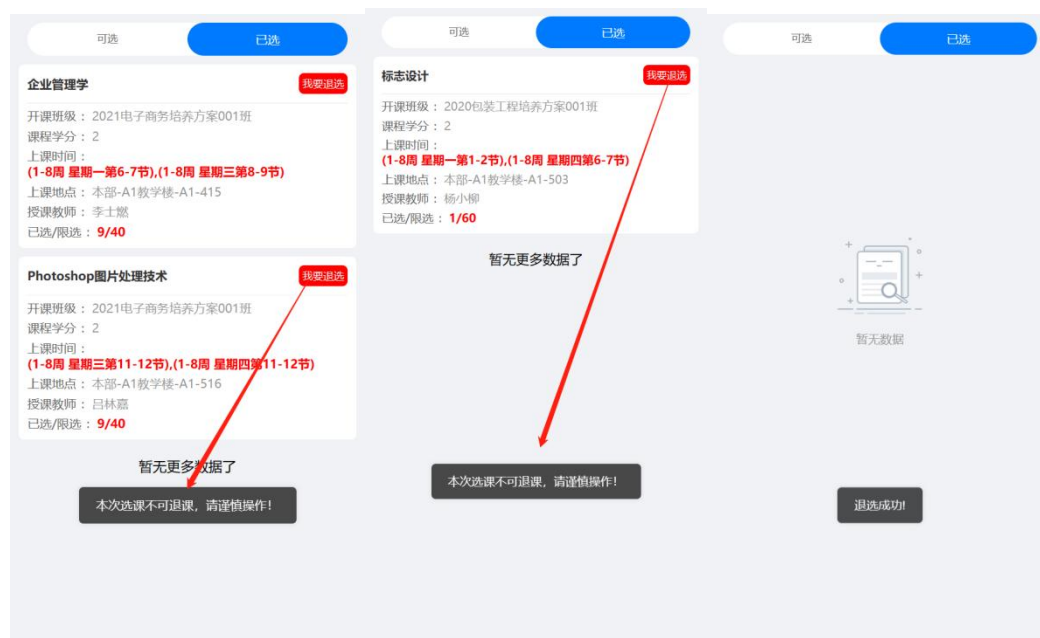 可选
已选
企业管理学
我要退选
开课班级： 2021电子商务培养方案001班
课程学分： 2
上课时间：
(1-8周 星期一第6-7节),(1-8周 星期三第8-9节)
上课地点： 本部-A1教学楼-A1-415
授课教师： 李士燃
已选/限选： 9/40
Photoshop图片处理技术
我要退选
开课班级： 2021电子商务培养方案001班
课程学分： 2
上课时间：
(1-8周 星期三第11-12节),(1-8周 星期四第11-12节)
上课地点： 本部-A1教学楼-A1-516
授课教师： 吕林嘉
已选/限选： 9/40
暂无更多数据了
本次选课不可退课，请谨慎操作！
可选
已选
标志设计
我要退选
开课班级： 2020包装工程培养方案001班
课程学分： 2
上课时间：
(1-8周 星期一第1-2节),(1-8周 星期四第6-7节)
上课地点： 本部-A1教学楼-A1-503
授课教师： 杨小柳
已选/限选： 1/60
暂无更多数据了
本次选课不可退课，请谨慎操作！
可选
已选
暂无数据
退选成功!